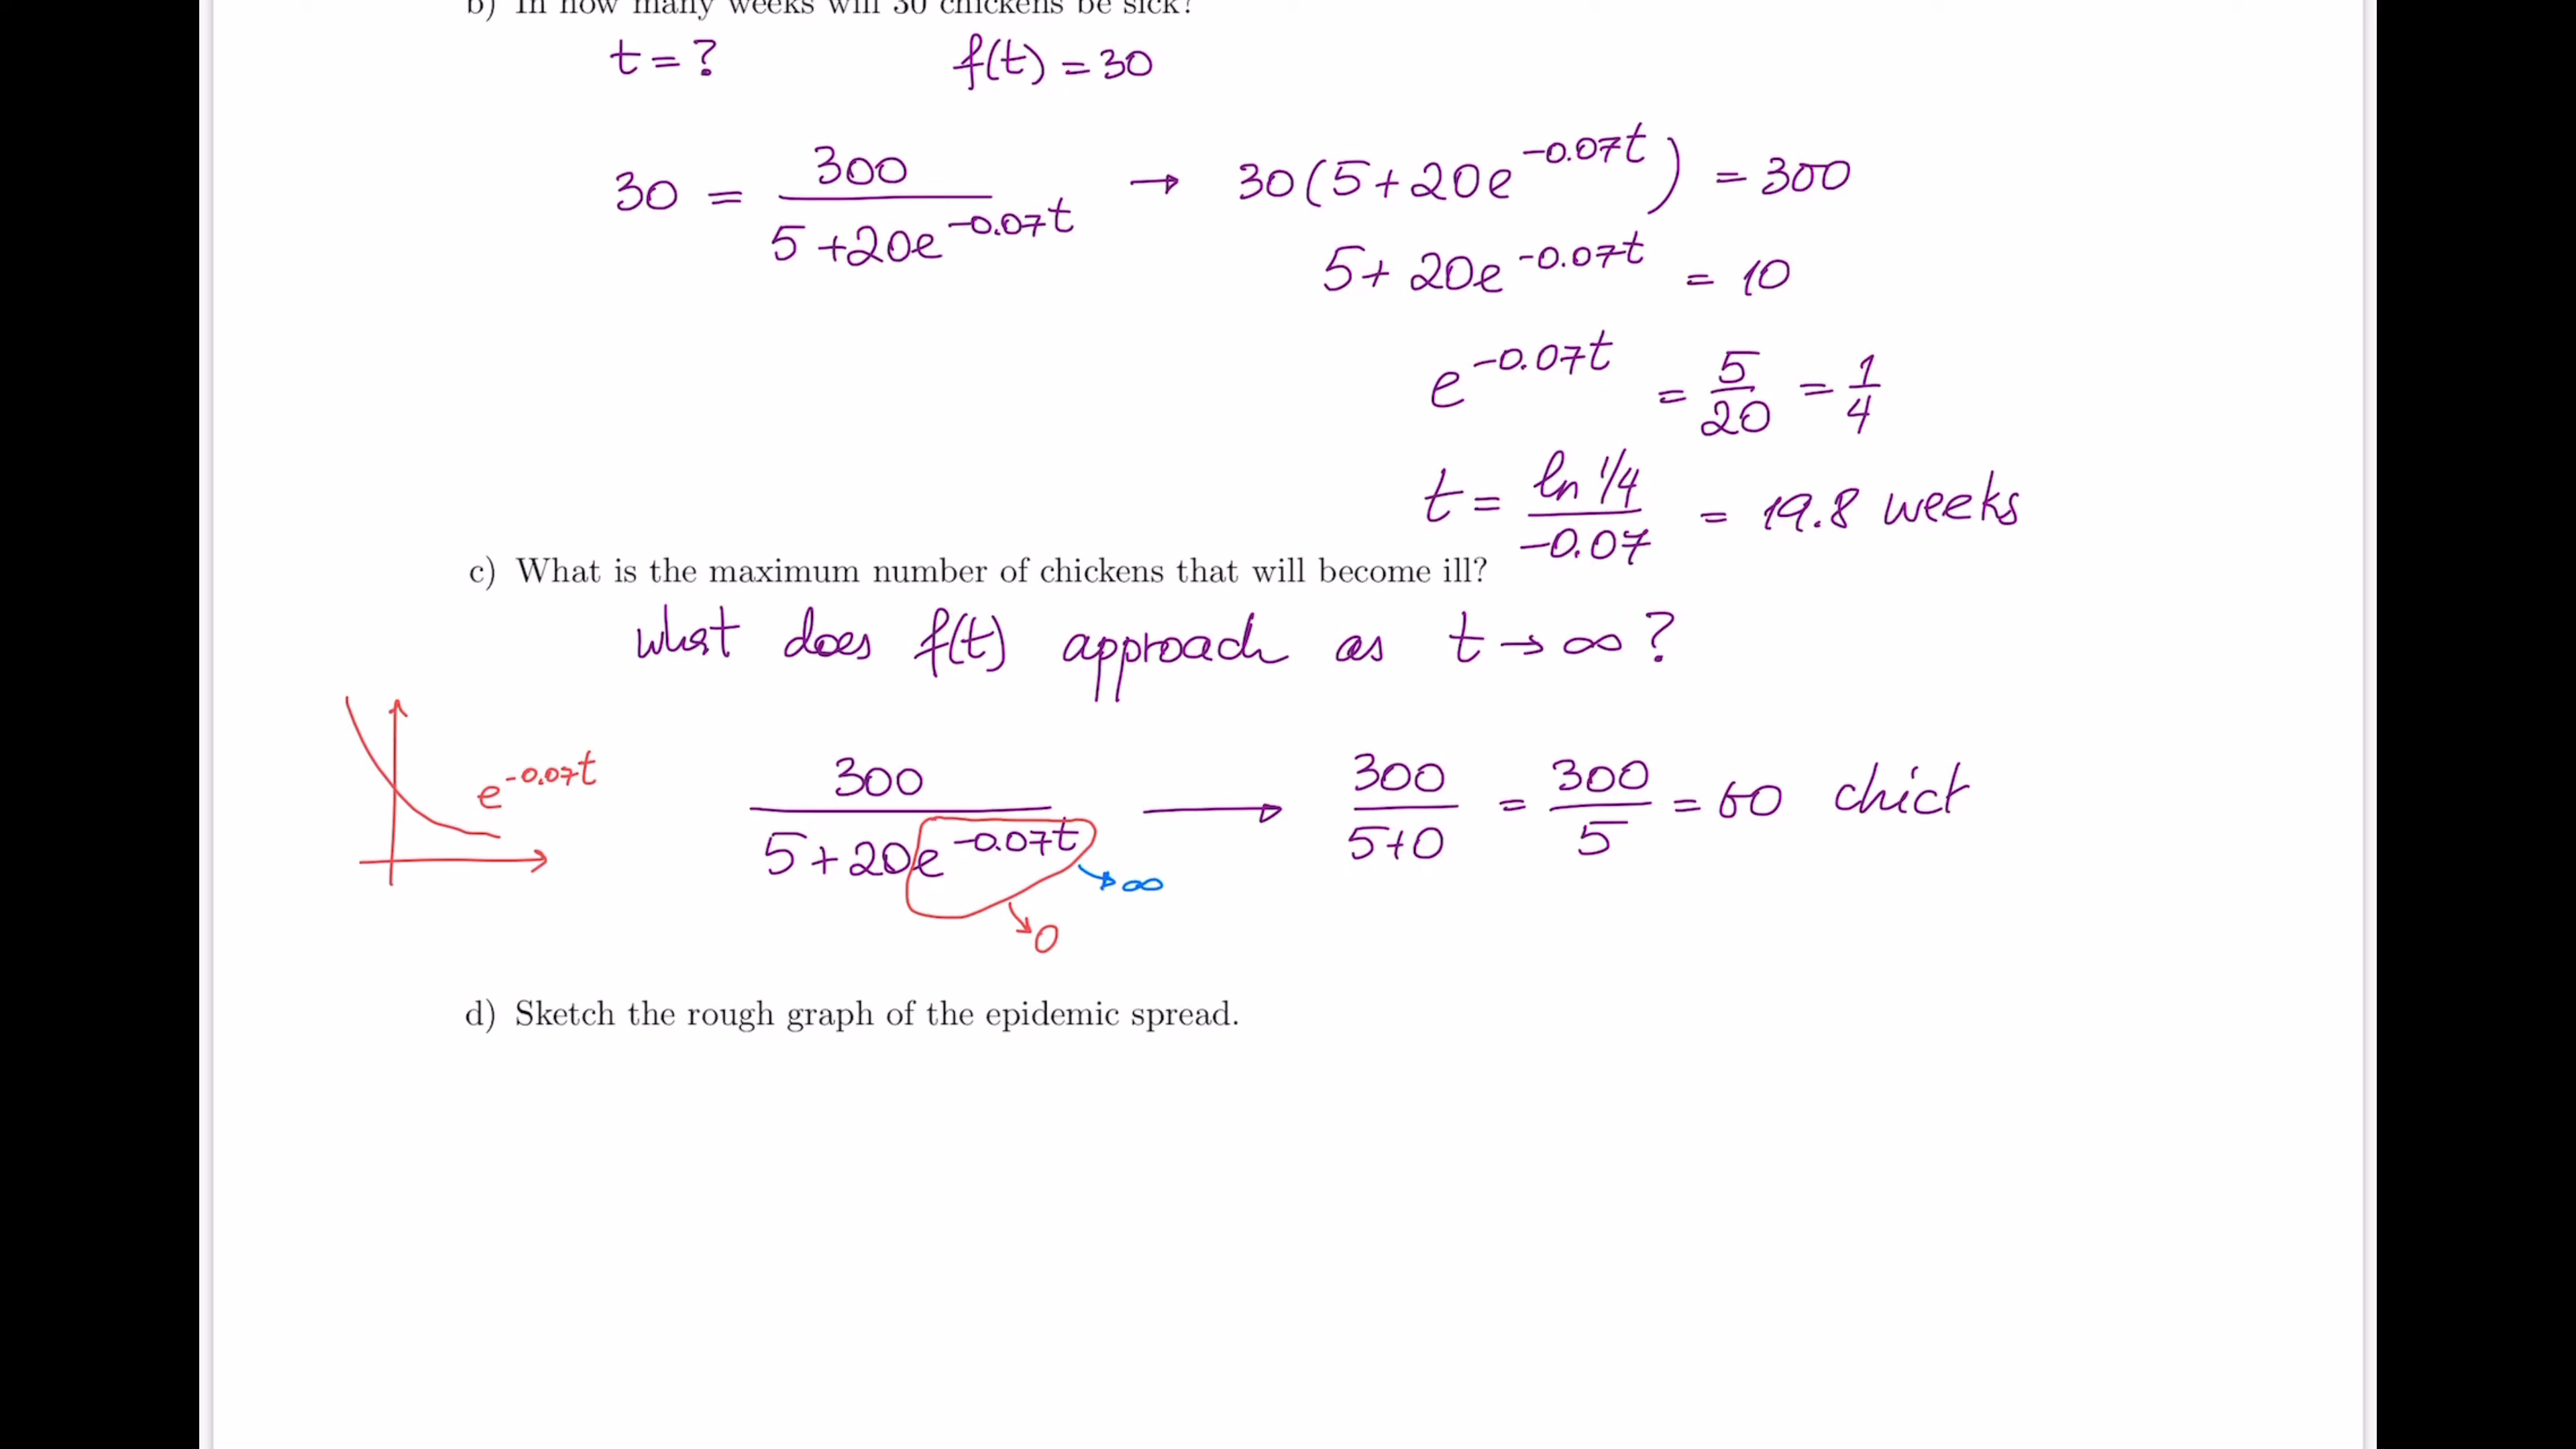 b) In how many weeks will 30 chickens be sick?
t = ? f(t) = 30
30 = 300 / 5 + 20e^-0.07t → 30(5 + 20e^-0.07t) = 300
5 + 20e^-0.07t = 10
e^-0.07t = 5/20 = 1/4
t = ln 1/4 / -0.07 = 19.8 weeks
c) What is the maximum number of chickens that will become ill?
what does f(t) approach as t → ∞ ?
e^-0.07t
300 / 5 + 20e^-0.07t → 300 / 5+0 = 300 / 5 = 60 chict
→ ∞
→ 0
d) Sketch the rough graph of the epidemic spread.